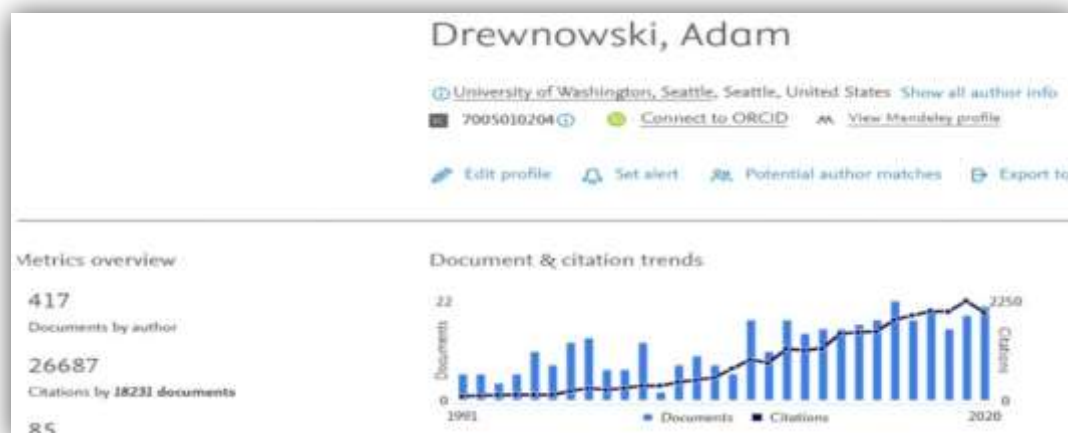 Drewnowski, Adam
University of Washington, Seattle, Seattle, United States Show all author info
7005010204 Connect to ORCID View Mendeley profile
Edit profile Set alert Potential author matches Export to
Metrics overview
417
Documents by author
26687
Citations by 18231 documents
85
Document & citation trends
22
2250
Documents
Citations
0
0
1991
2020
Documents Citations